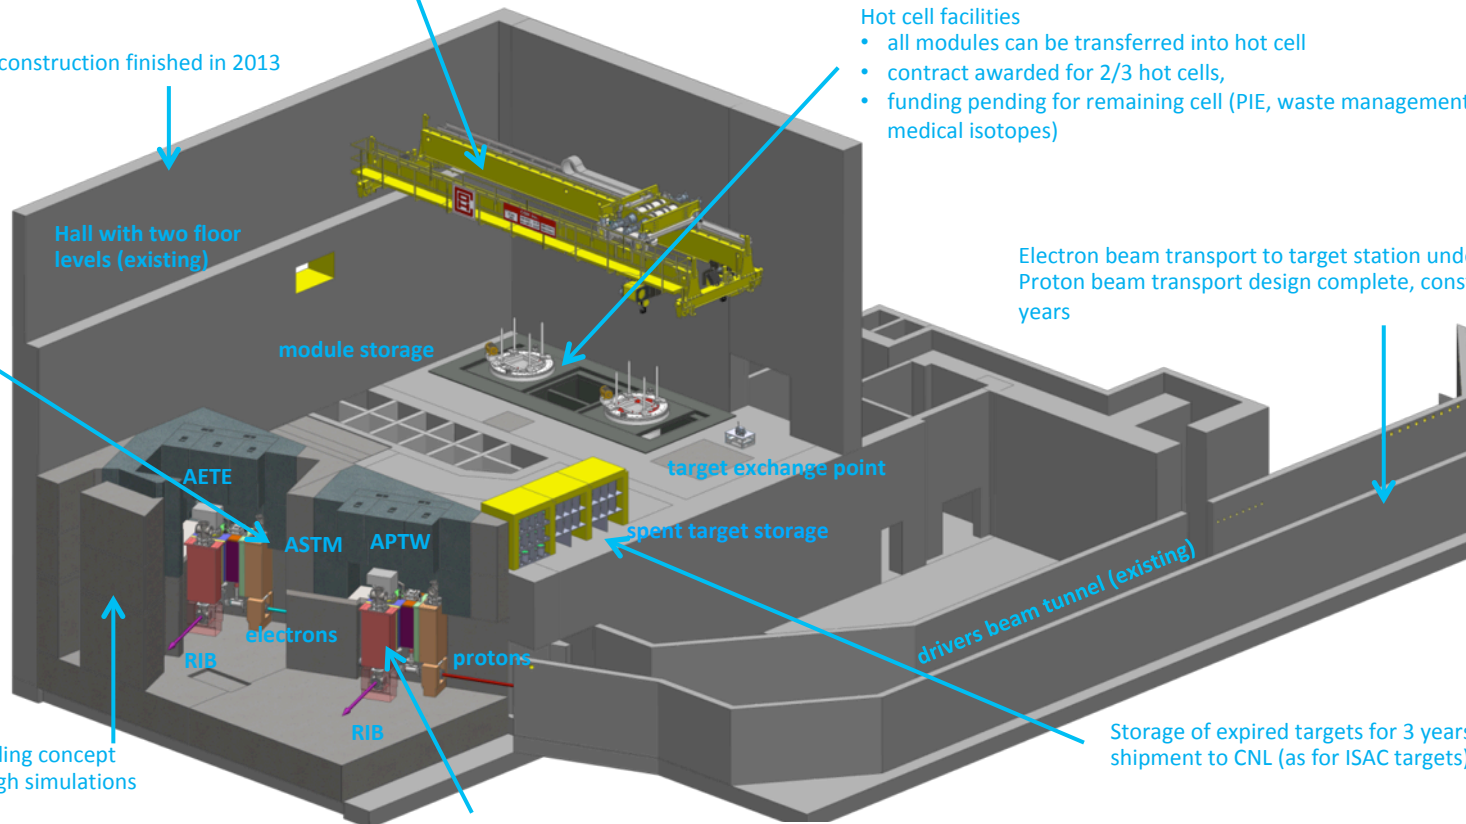 Hot cell facilities
• all modules can be transferred into hot cell
• contract awarded for 2/3 hot cells,
• funding pending for remaining cell (PIE, waste management
medical isotopes)
construction finished in 2013
Hall with two floor
levels (existing)
Electron beam transport to target station und
Proton beam transport design complete, cons
years
module storage
target exchange point
AETE
spent target storage
ASTM
APTW
electrons
protons
drivers beam tunnel (existing)
RIB
RIB
Storage of expired targets for 3 years
shipment to CNL (as for ISAC targets)
ding concept
gh simulations